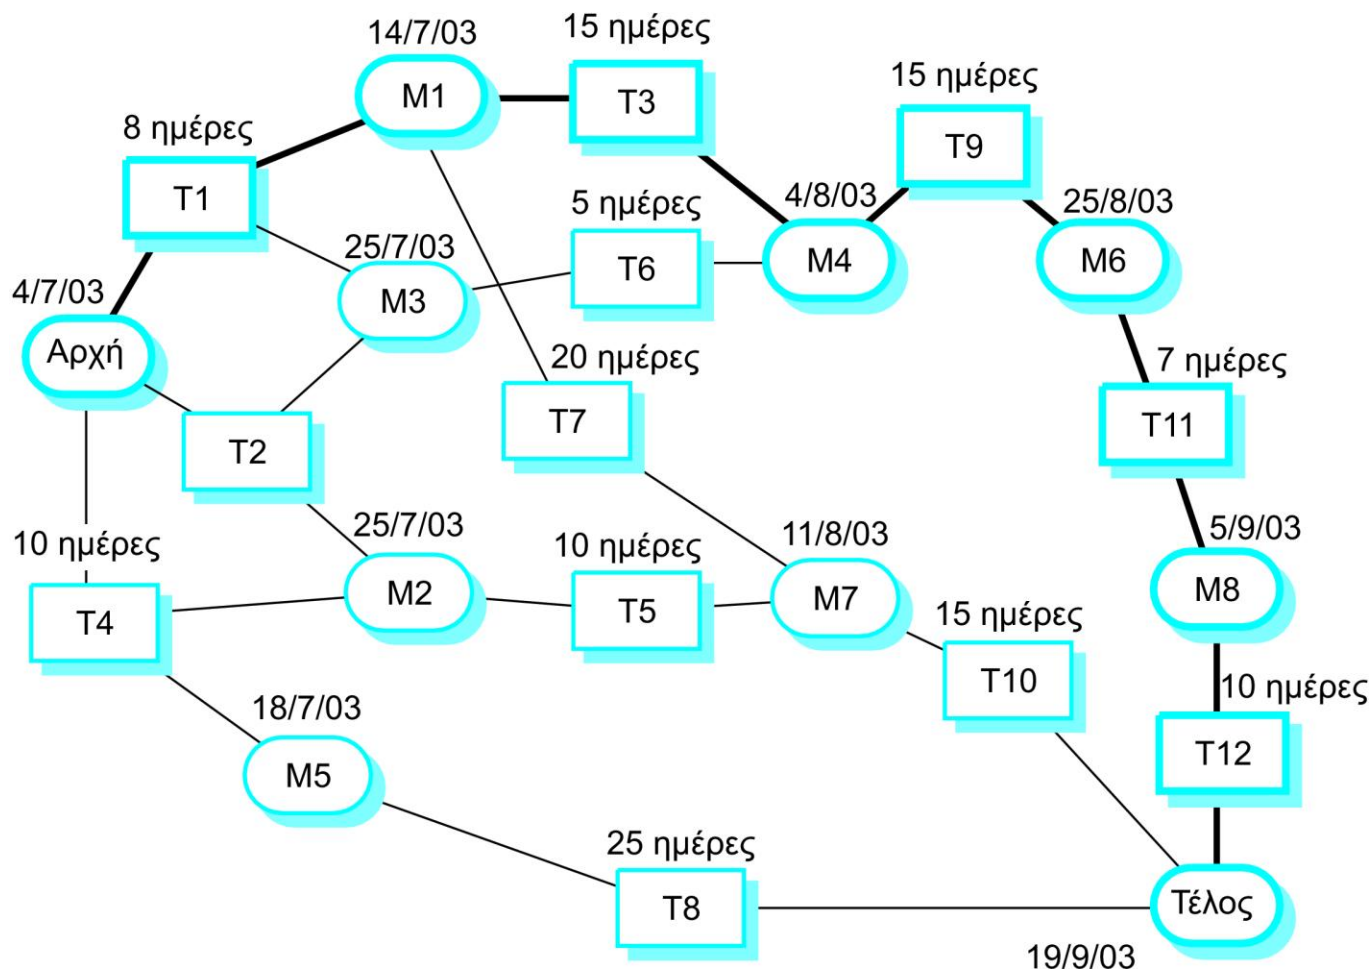 14/7/03
15 ημέρες
M1
T3
15 ημέρες
8 ημέρες
T9
T1
5 ημέρες
4/8/03
25/8/03
25/7/03
T6
M4
M6
4/7/03
M3
Αρχή
20 ημέρες
7 ημέρες
T7
T11
T2
25/7/03
10 ημέρες
10 ημέρες
11/8/03
5/9/03
M2
M7
M8
T4
T5
15 ημέρες
T10
10 ημέρες
18/7/03
T12
M5
25 ημέρες
T8
Τέλος
19/9/03